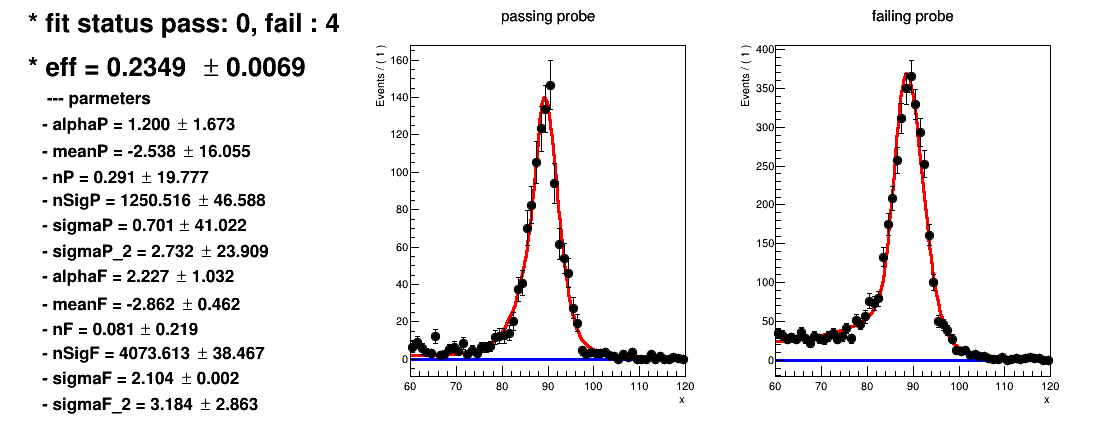 * fit status pass: 0, fail : 4
* eff = 0.2349 ± 0.0069
--- parmeters
- alphaP = 1.200 ± 1.673
- meanP = -2.538 ± 16.055
- nP = 0.291 ± 19.777
- nSigP = 1250.516 ± 46.588
- sigmaP = 0.701 ± 41.022
- sigmaP_2 = 2.732 ± 23.909
- alphaF = 2.227 ± 1.032
- meanF = -2.862 ± 0.462
- nF = 0.081 ± 0.219
- nSigF = 4073.613 ± 38.467
- sigmaF = 2.104 ± 0.002
- sigmaF_2 = 3.184 ± 2.863
passing probe
Events / ( 1 )
160
140
120
100
80
60
40
20
0
60 70 80 90 100 110 120
x
failing probe
Events / ( 1 )
400
350
300
250
200
150
100
50
0
60 70 80 90 100 110 120
x